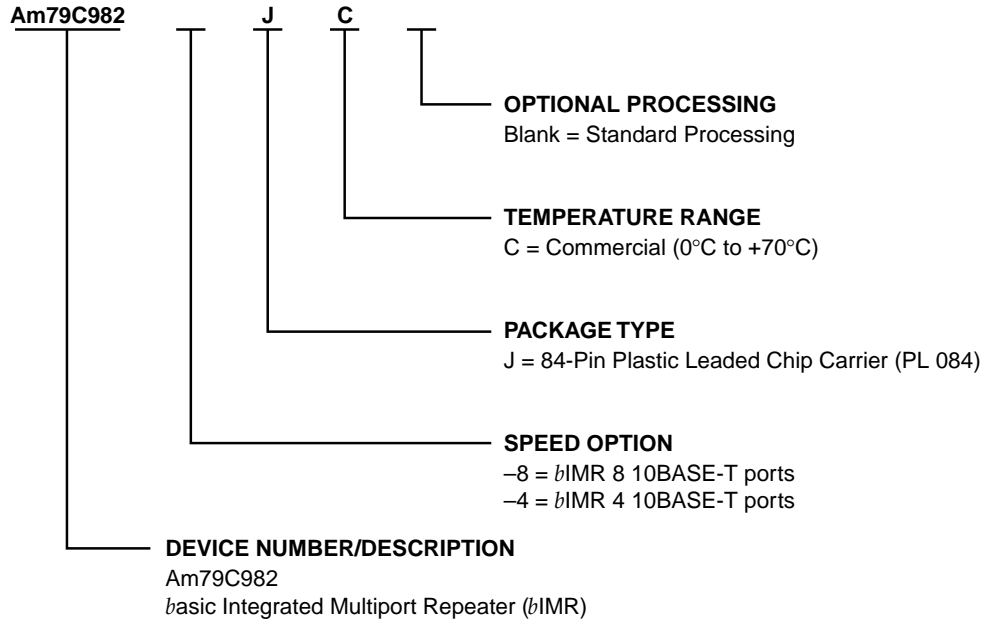 Am79C982 J C
OPTIONAL PROCESSING
Blank = Standard Processing
TEMPERATURE RANGE
C = Commercial (0°C to +70°C)
PACKAGE TYPE
J = 84-Pin Plastic Leaded Chip Carrier (PL 084)
SPEED OPTION
–8 = bIMR 8 10BASE-T ports
–4 = bIMR 4 10BASE-T ports
DEVICE NUMBER/DESCRIPTION
Am79C982
basic Integrated Multiport Repeater (bIMR)